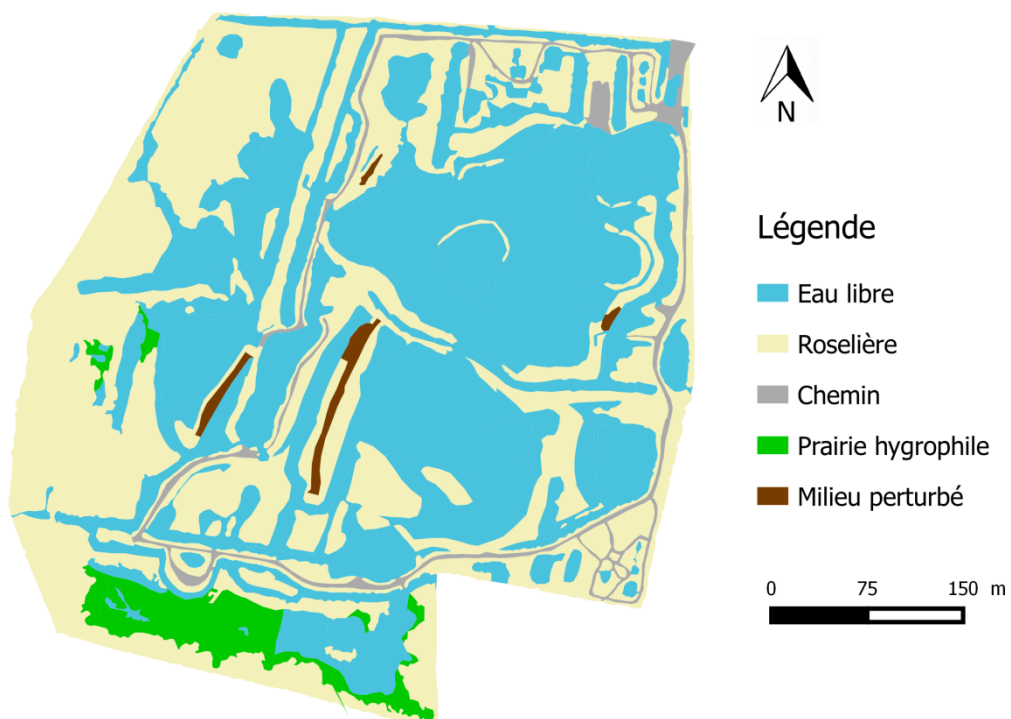 N
Légende
Eau libre
Roselière
Chemin
Prairie hygrophile
Milieu perturbé
0 75 150 m